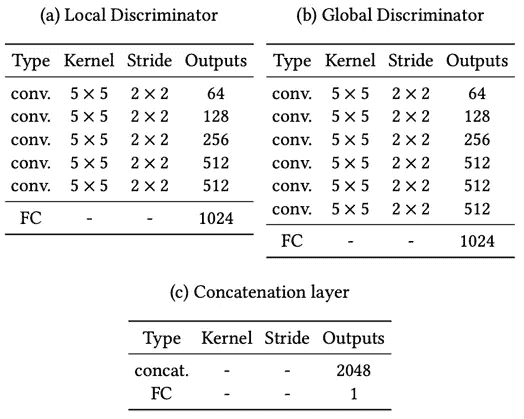 (a) Local Discriminator
Type Kernel Stride Outputs
conv. 5 × 5 2 × 2 64
conv. 5 × 5 2 × 2 128
conv. 5 × 5 2 × 2 256
conv. 5 × 5 2 × 2 512
conv. 5 × 5 2 × 2 512
FC - - 1024
(b) Global Discriminator
Type Kernel Stride Outputs
conv. 5 × 5 2 × 2 64
conv. 5 × 5 2 × 2 128
conv. 5 × 5 2 × 2 256
conv. 5 × 5 2 × 2 512
conv. 5 × 5 2 × 2 512
conv. 5 × 5 2 × 2 512
FC - - 1024
(c) Concatenation layer
Type Kernel Stride Outputs
concat. - - 2048
FC - - 1